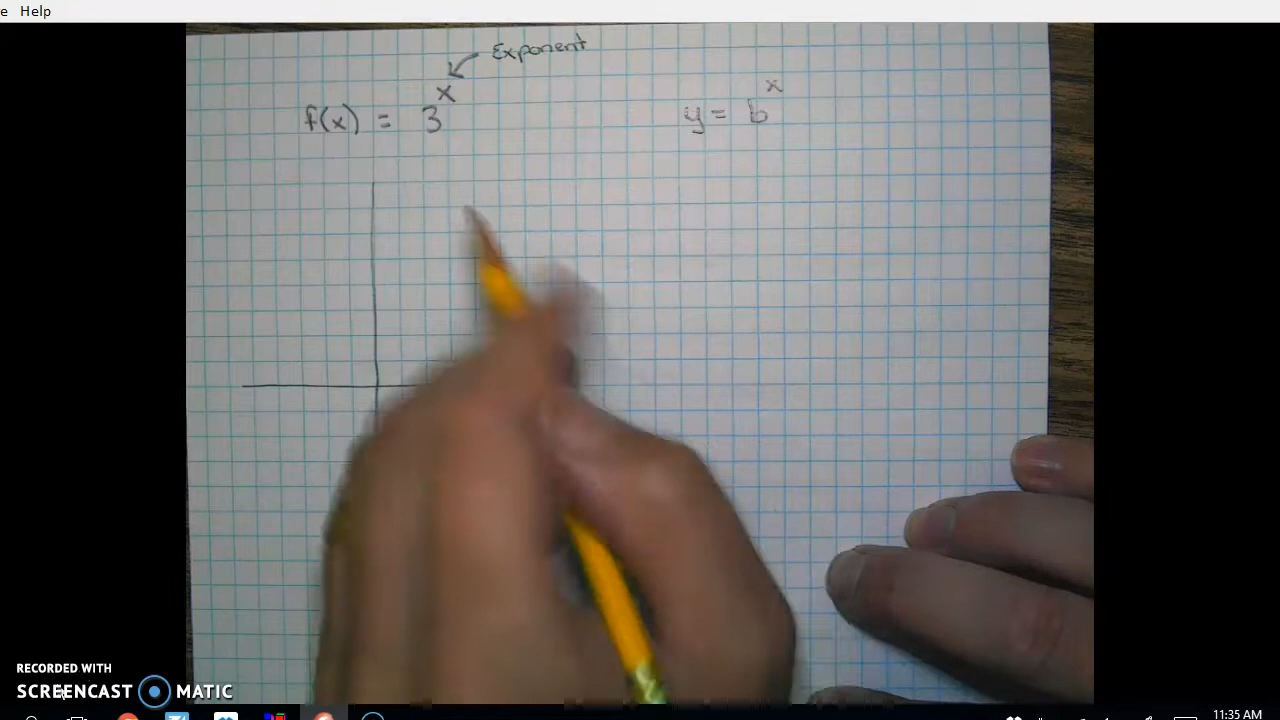 e Help
Exponent
f(x) = 3^x
y = b^x
RECORDED WITH
SCREENCAST MATIC
11:35 AM